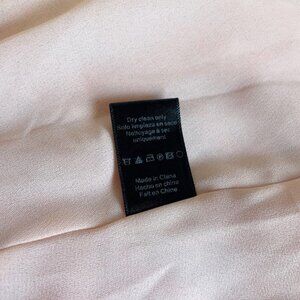 Dry clean only
Solo limpieza en seco
Nettoyage à sec
uniquement
Made in China
Hecho en china
Fait en Chine